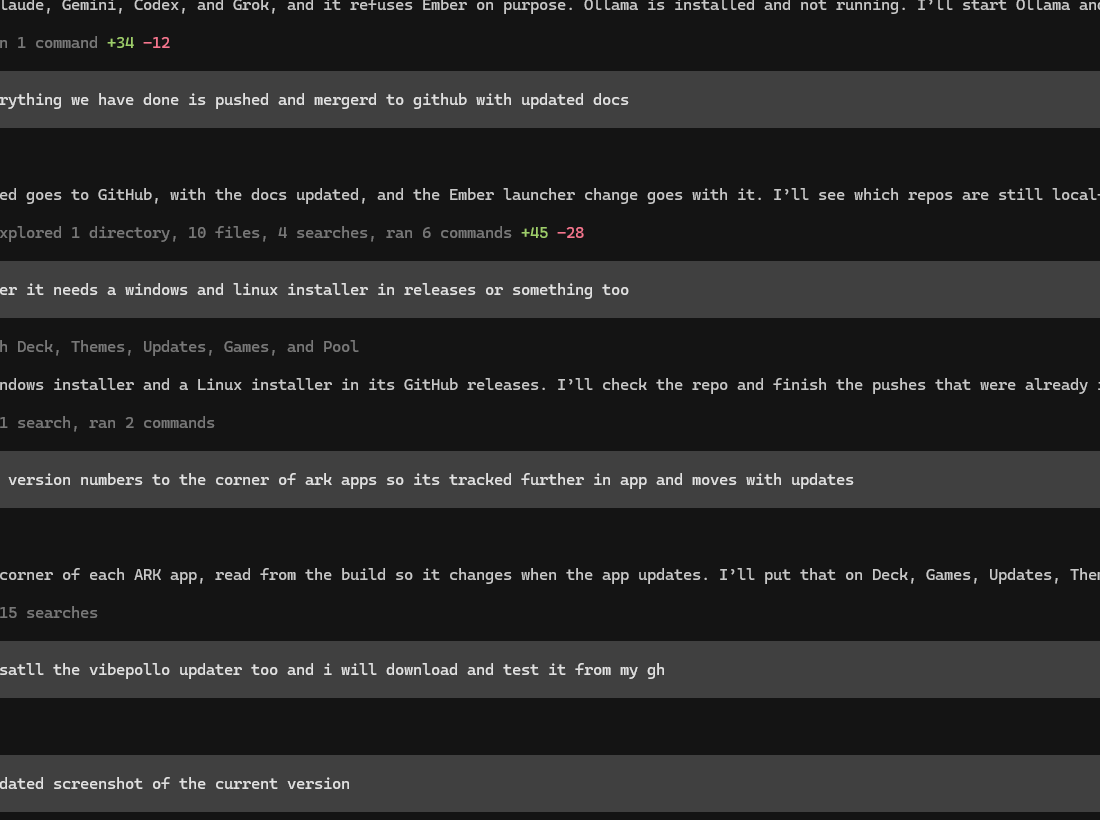 laude, Gemini, Codex, and Grok, and it refuses Ember on purpose. Ollama is installed and not running. I’ll start Ollama an
n 1 command +34 −12
rything we have done is pushed and mergerd to github with updated docs
ed goes to GitHub, with the docs updated, and the Ember launcher change goes with it. I’ll see which repos are still local-
xplored 1 directory, 10 files, 4 searches, ran 6 commands +45 −28
er it needs a windows and linux installer in releases or something too
h Deck, Themes, Updates, Games, and Pool
ndows installer and a Linux installer in its GitHub releases. I’ll check the repo and finish the pushes that were already
1 search, ran 2 commands
version numbers to the corner of ark apps so its tracked further in app and moves with updates
corner of each ARK app, read from the build so it changes when the app updates. I’ll put that on Deck, Games, Updates, The
15 searches
satll the vibepollo updater too and i will download and test it from my gh
dated screenshot of the current version